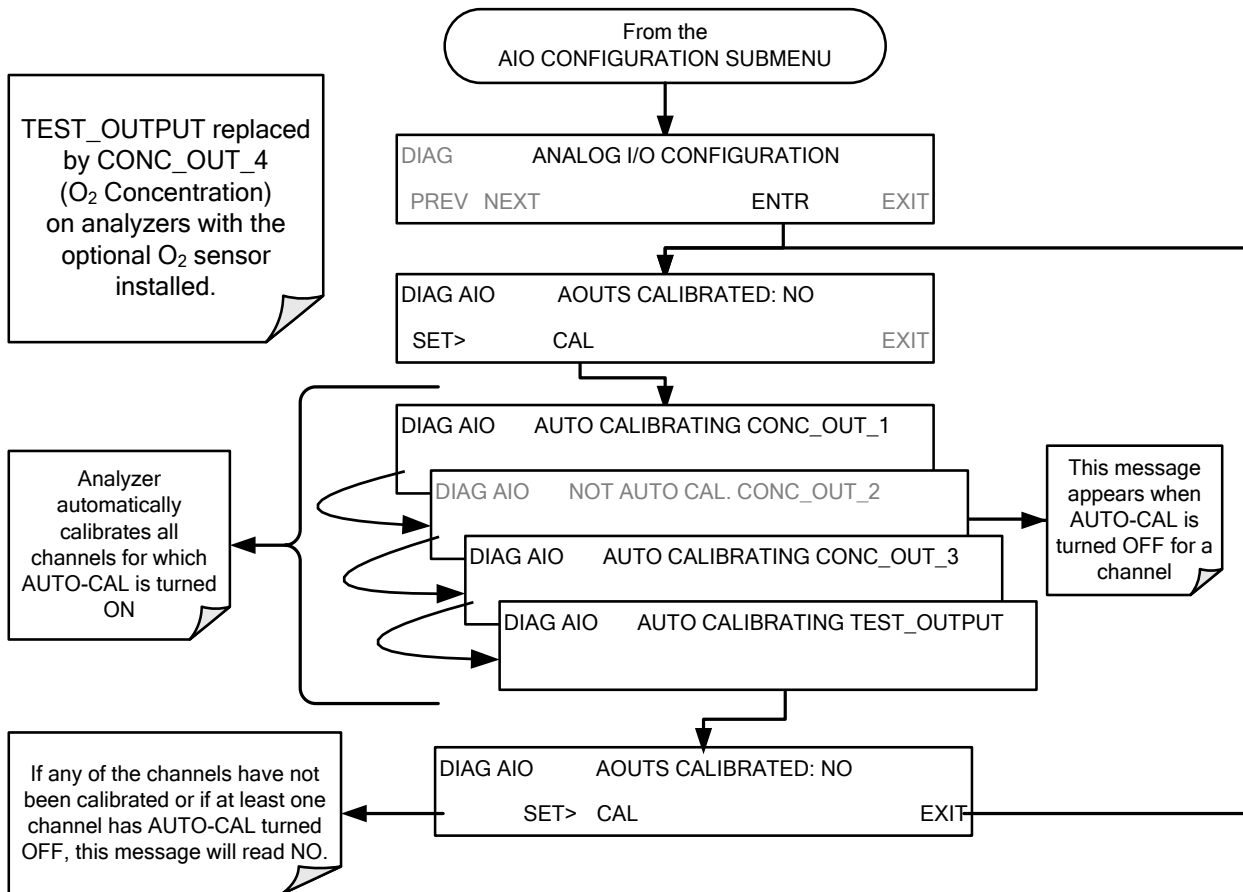 From the
AIO CONFIGURATION SUBMENU
TEST_OUTPUT replaced
by CONC_OUT_4
(O₂ Concentration)
on analyzers with the
optional O₂ sensor
installed.
DIAG ANALOG I/O CONFIGURATION
PREV NEXT ENTR EXIT
DIAG AIO AOUTS CALIBRATED: NO
SET> CAL EXIT
DIAG AIO AUTO CALIBRATING CONC_OUT_1
DIAG AIO NOT AUTO CAL. CONC_OUT_2
DIAG AIO AUTO CALIBRATING CONC_OUT_3
DIAG AIO AUTO CALIBRATING TEST_OUTPUT
Analyzer
automatically
calibrates all
channels for which
AUTO-CAL is turned
ON
This message
appears when
AUTO-CAL is
turned OFF for a
channel
DIAG AIO AOUTS CALIBRATED: NO
SET> CAL EXIT
If any of the channels have not
been calibrated or if at least one
channel has AUTO-CAL turned
OFF, this message will read NO.